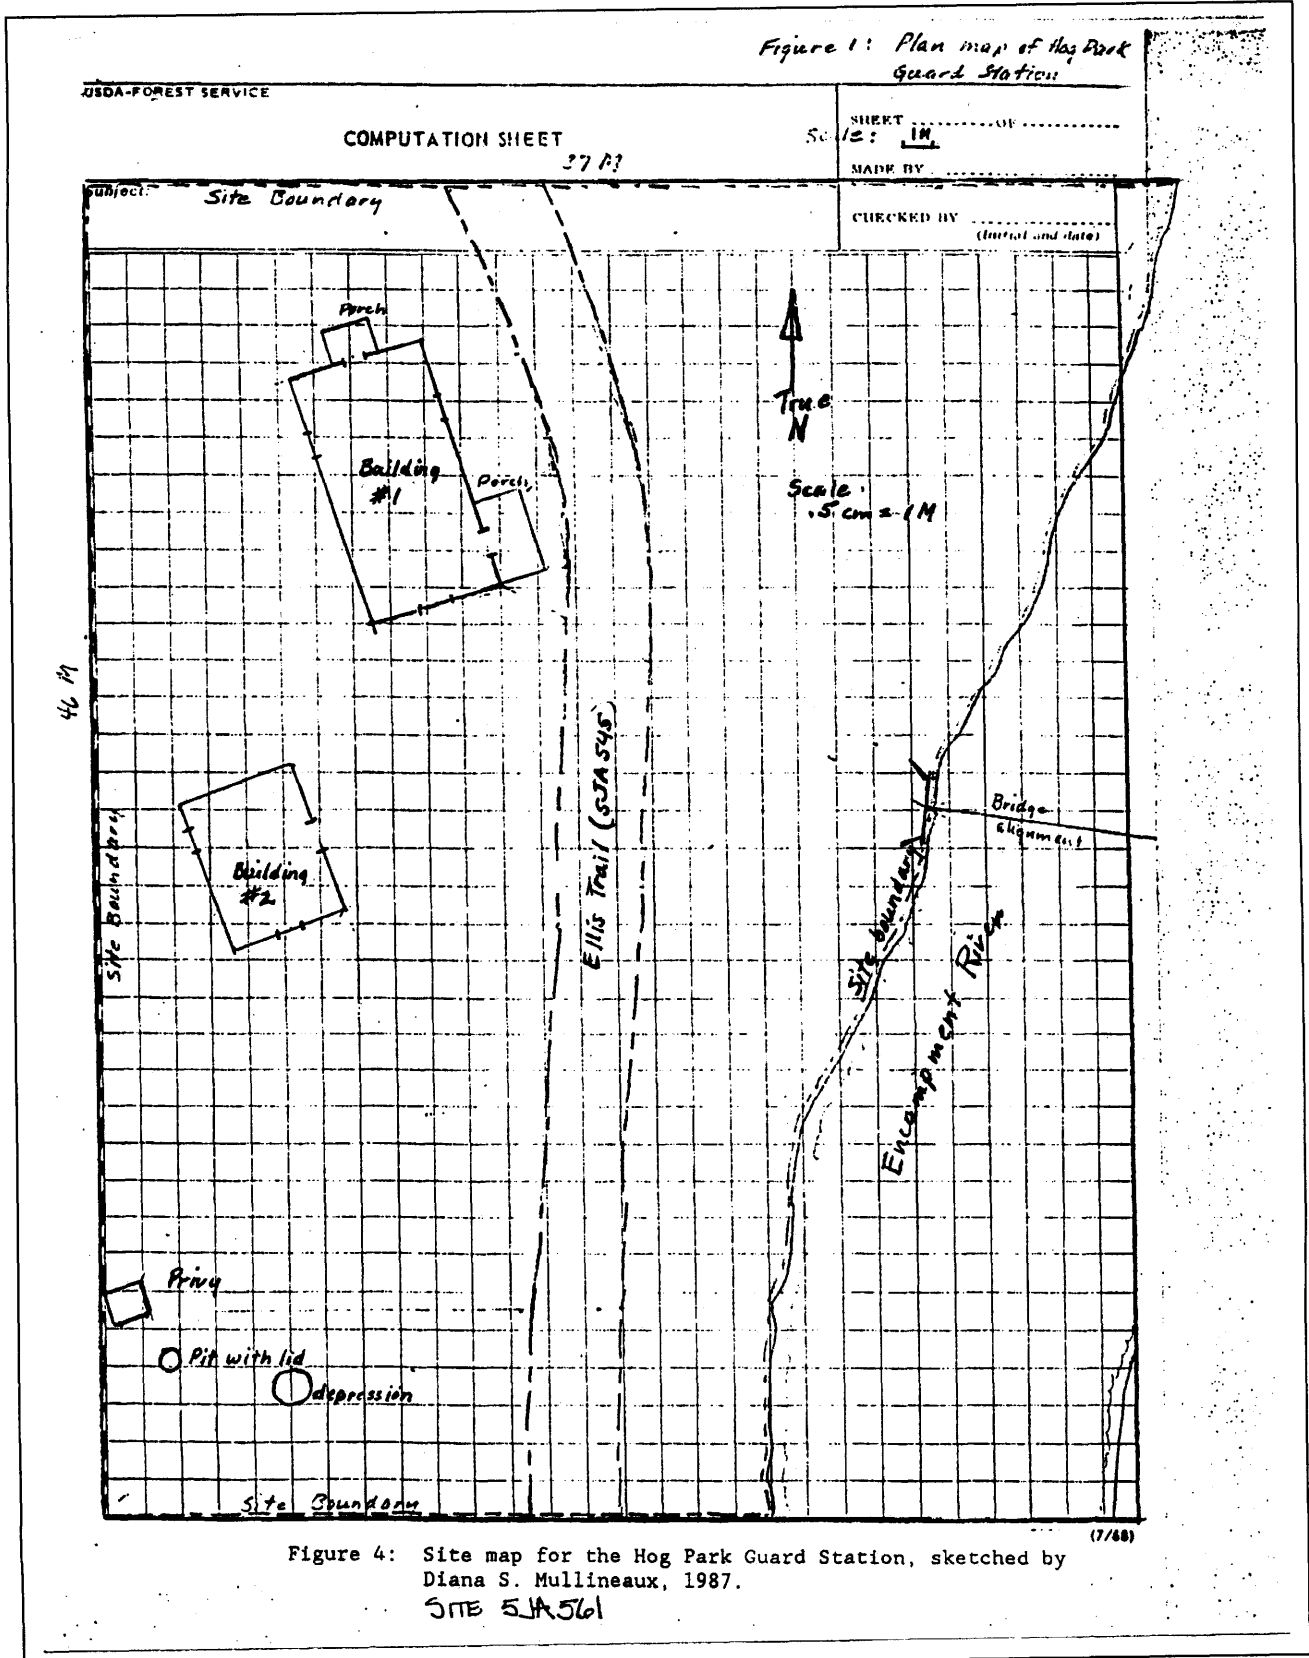 Figure 1: Plan map of Hog Park
Guard Station
USDA-FOREST SERVICE
COMPUTATION SHEET
SHEET .......... OF ..........
Scale: 1M
37 M
MADE BY
Subject:
Site Boundary
CHECKED BY
(Initial and date)
Porch
True
N
Building
#1
Porch
Scale
.5 cm = 1 M
46 M
Ellis Trail (5JA545)
Bridge
alignment
Site Boundary
Building
#2
Site boundary
Encampment River
Privy
Pit with lid
depression
Site Boundary
(7/68)
Figure 4: Site map for the Hog Park Guard Station, sketched by
Diana S. Mullineaux, 1987.
SITE 5JA561